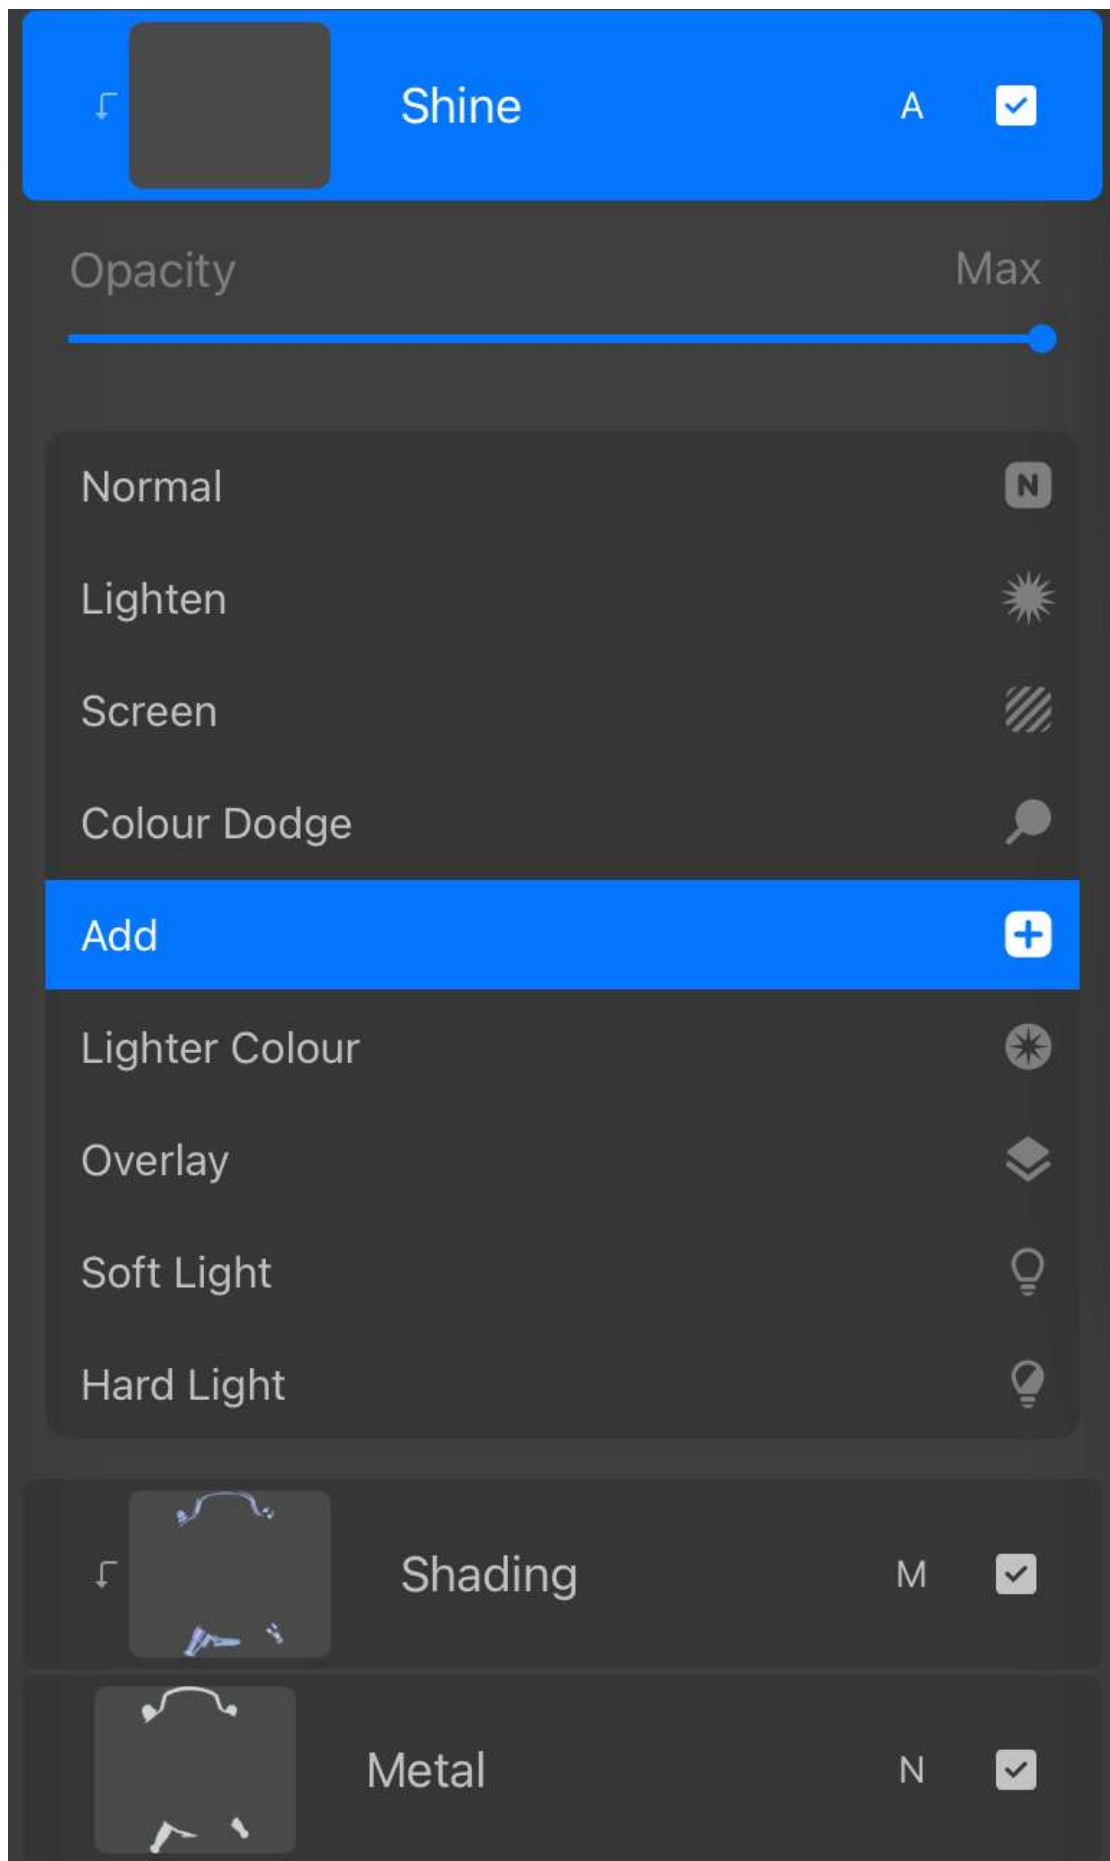 Shine A
Opacity Max
Normal N
Lighten
Screen
Colour Dodge
Add
Lighter Colour
Overlay
Soft Light
Hard Light
Shading M
Metal N